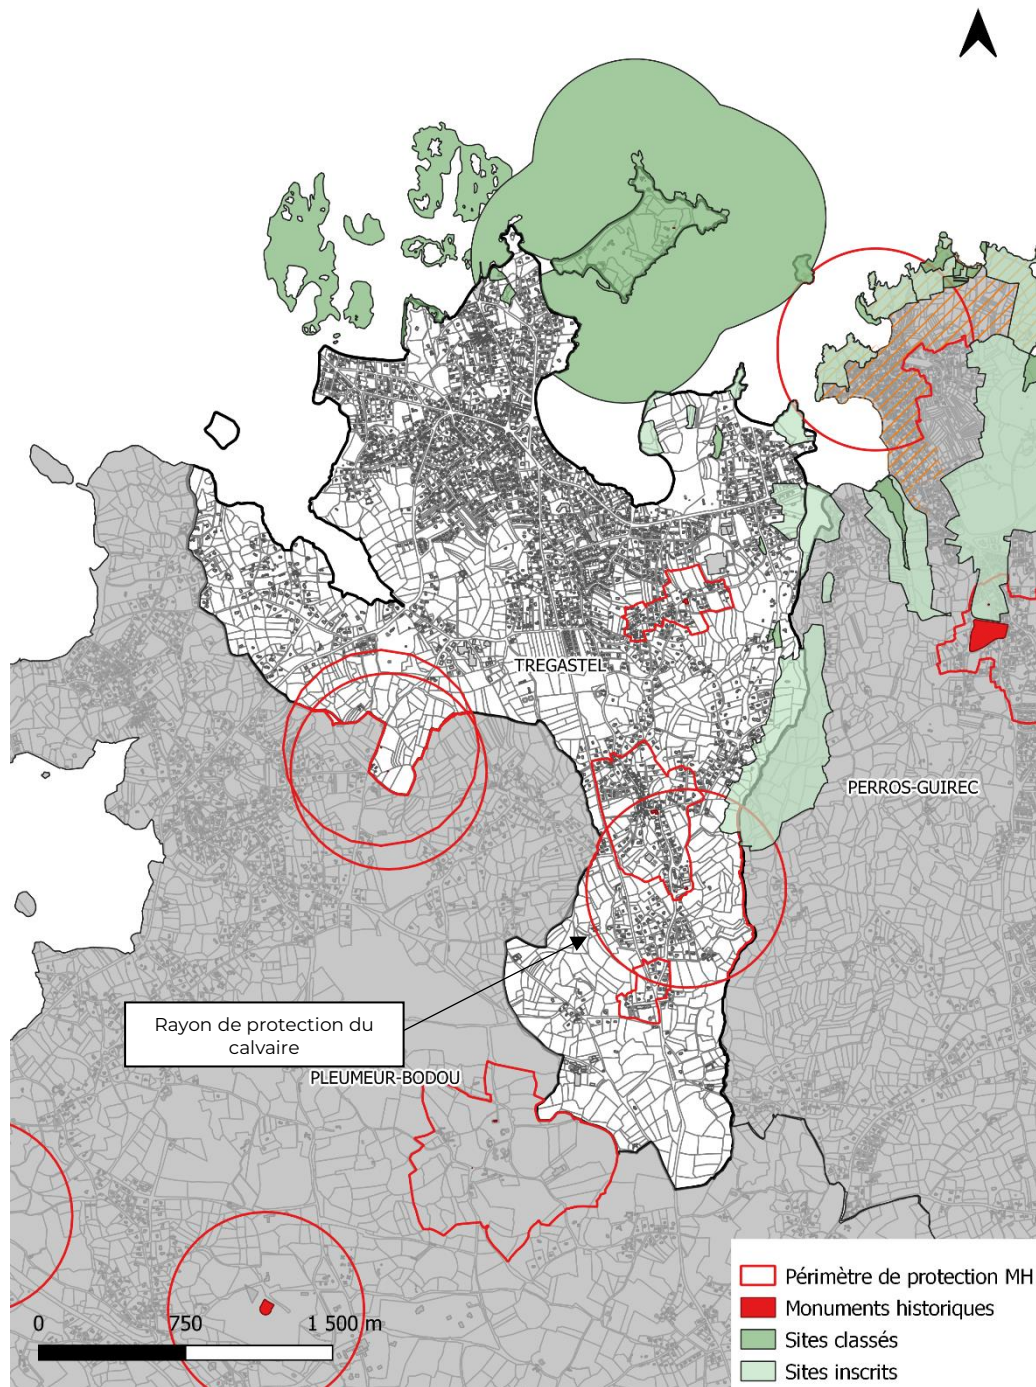 TREGASTEL
PERROS-GUIREC
Rayon de protection du
calvaire
PLEUMEUR-BODOU
0 750 1 500 m
Périmètre de protection MH
Monuments historiques
Sites classés
Sites inscrits